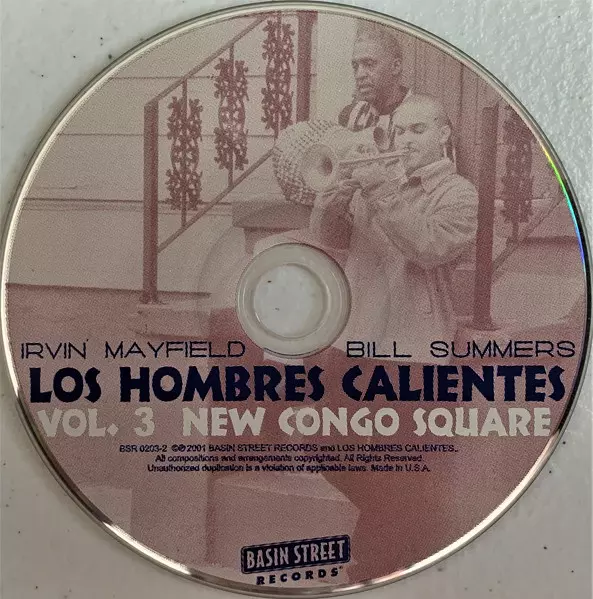 IRVIN MAYFIELD BILL SUMMERS
LOS HOMBRES CALIENTES
VOL. 3 NEW CONGO SQUARE
BSR 0203-2 ©℗ 2001 BASIN STREET RECORDS and LOS HOMBRES CALIENTES.
All compositions and arrangements copyrighted. All Rights Reserved.
Unauthorized duplication is a violation of applicable laws. Made in U.S.A.
BASIN STREET
RECORDS